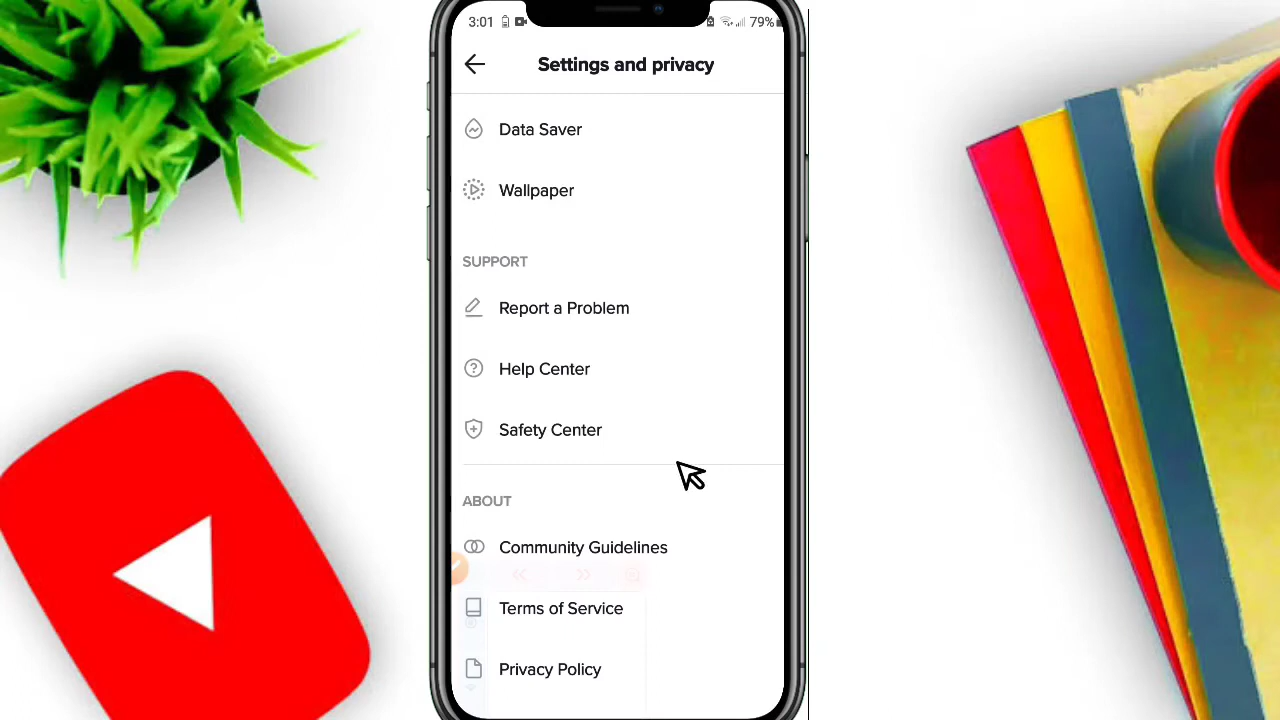 3:01 79%
Settings and privacy
Data Saver
Wallpaper
SUPPORT
Report a Problem
Help Center
Safety Center
ABOUT
Community Guidelines
Terms of Service
Privacy Policy